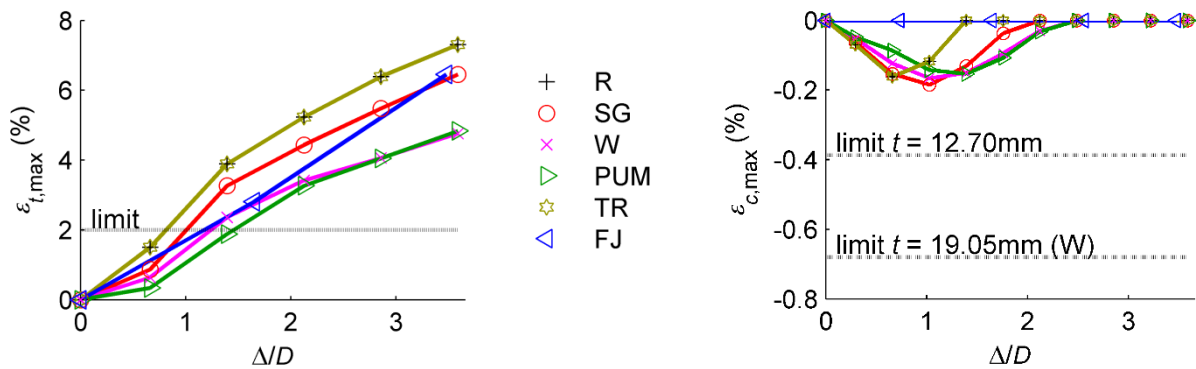 8
6
4
2
0
ε_t,max (%)
limit
0 1 2 3
Δ/D
R
SG
W
PUM
TR
FJ
0
-0.2
-0.4
-0.6
-0.8
ε_c,max (%)
limit t = 12.70mm
limit t = 19.05mm (W)
0 1 2 3
Δ/D